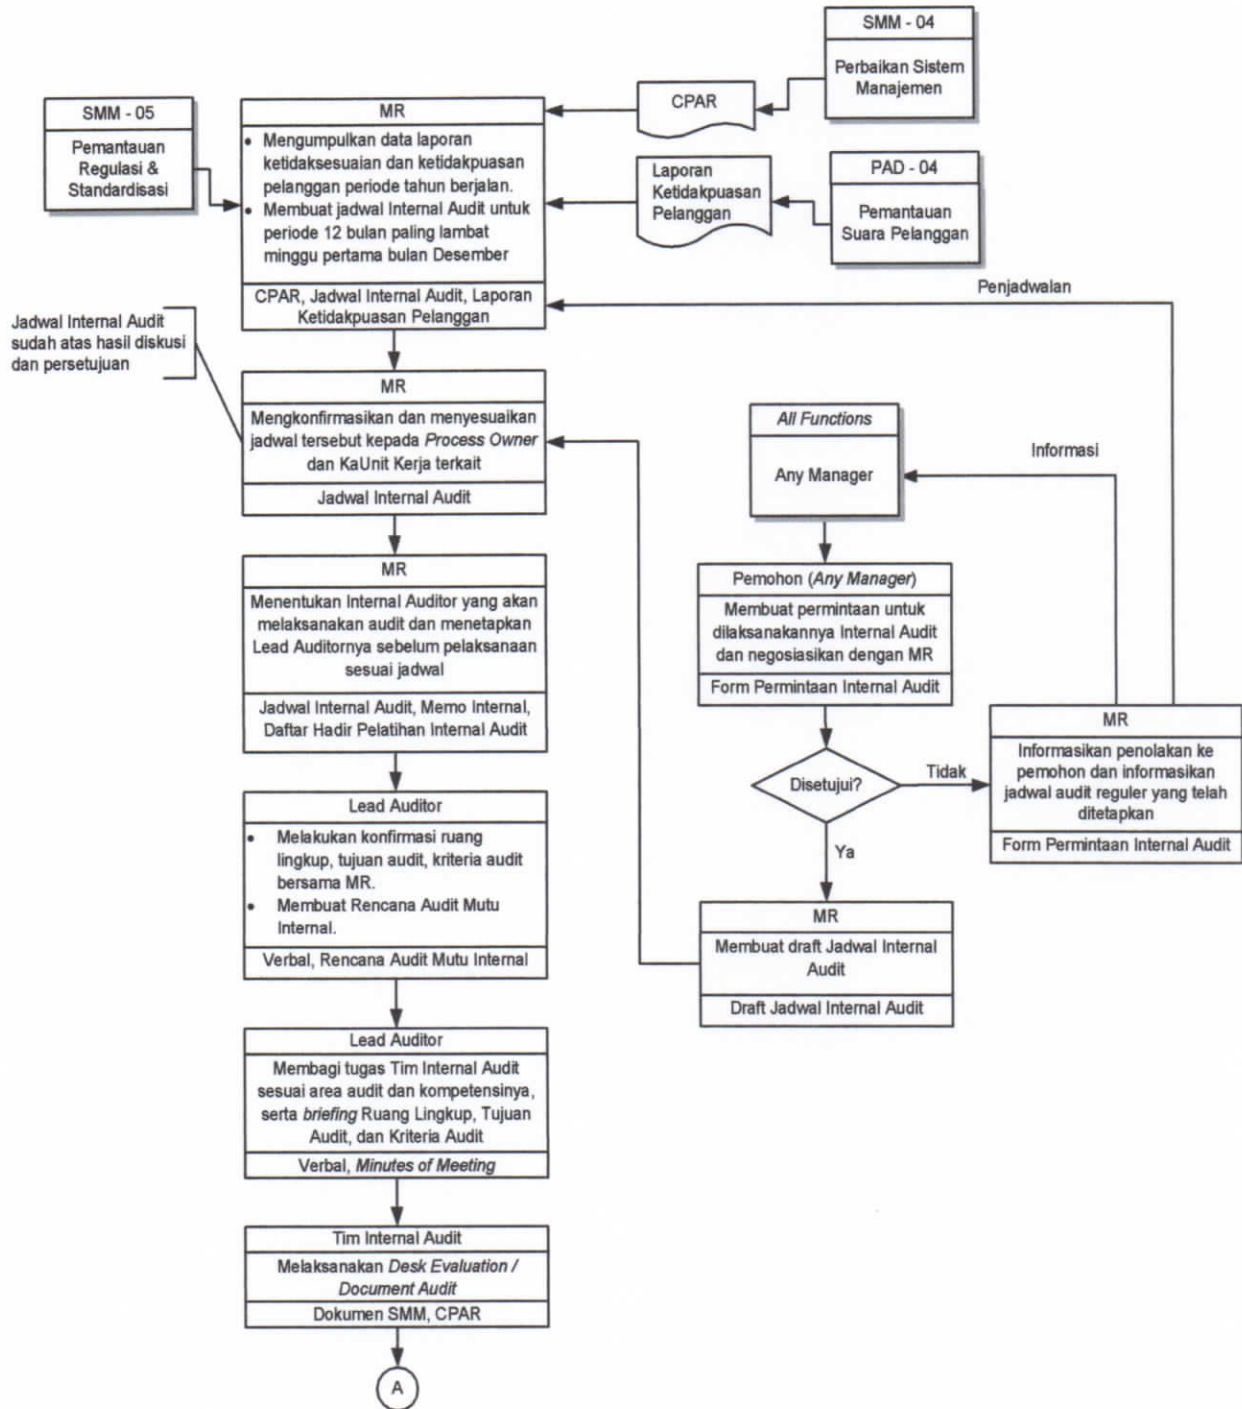 SMM - 04
Perbaikan Sistem
Manajemen
CPAR
SMM - 05
Pemantauan
Regulasi &
Standardisasi
MR
• Mengumpulkan data laporan
ketidaksesuaian dan ketidakpuasan
pelanggan periode tahun berjalan.
• Membuat jadwal Internal Audit untuk
periode 12 bulan paling lambat
minggu pertama bulan Desember
CPAR, Jadwal Internal Audit, Laporan
Ketidakpuasan Pelanggan
Laporan
Ketidakpuasan
Pelanggan
PAD - 04
Pemantauan
Suara Pelanggan
Penjadwalan
Jadwal Internal Audit
sudah atas hasil diskusi
dan persetujuan
MR
Mengkonfirmasikan dan menyesuaikan
jadwal tersebut kepada Process Owner
dan KaUnit Kerja terkait
Jadwal Internal Audit
All Functions
Any Manager
Informasi
MR
Menentukan Internal Auditor yang akan
melaksanakan audit dan menetapkan
Lead Auditornya sebelum pelaksanaan
sesuai jadwal
Jadwal Internal Audit, Memo Internal,
Daftar Hadir Pelatihan Internal Audit
Pemohon (Any Manager)
Membuat permintaan untuk
dilaksanakannya Internal Audit
dan negosiasikan dengan MR
Form Permintaan Internal Audit
Disetujui?
Tidak
Ya
MR
Informasikan penolakan ke
pemohon dan informasikan
jadwal audit reguler yang telah
ditetapkan
Form Permintaan Internal Audit
Lead Auditor
• Melakukan konfirmasi ruang
lingkup, tujuan audit, kriteria audit
bersama MR.
• Membuat Rencana Audit Mutu
Internal.
Verbal, Rencana Audit Mutu Internal
MR
Membuat draft Jadwal Internal
Audit
Draft Jadwal Internal Audit
Lead Auditor
Membagi tugas Tim Internal Audit
sesuai area audit dan kompetensinya,
serta briefing Ruang Lingkup, Tujuan
Audit, dan Kriteria Audit
Verbal, Minutes of Meeting
Tim Internal Audit
Melaksanakan Desk Evaluation /
Document Audit
Dokumen SMM, CPAR
A